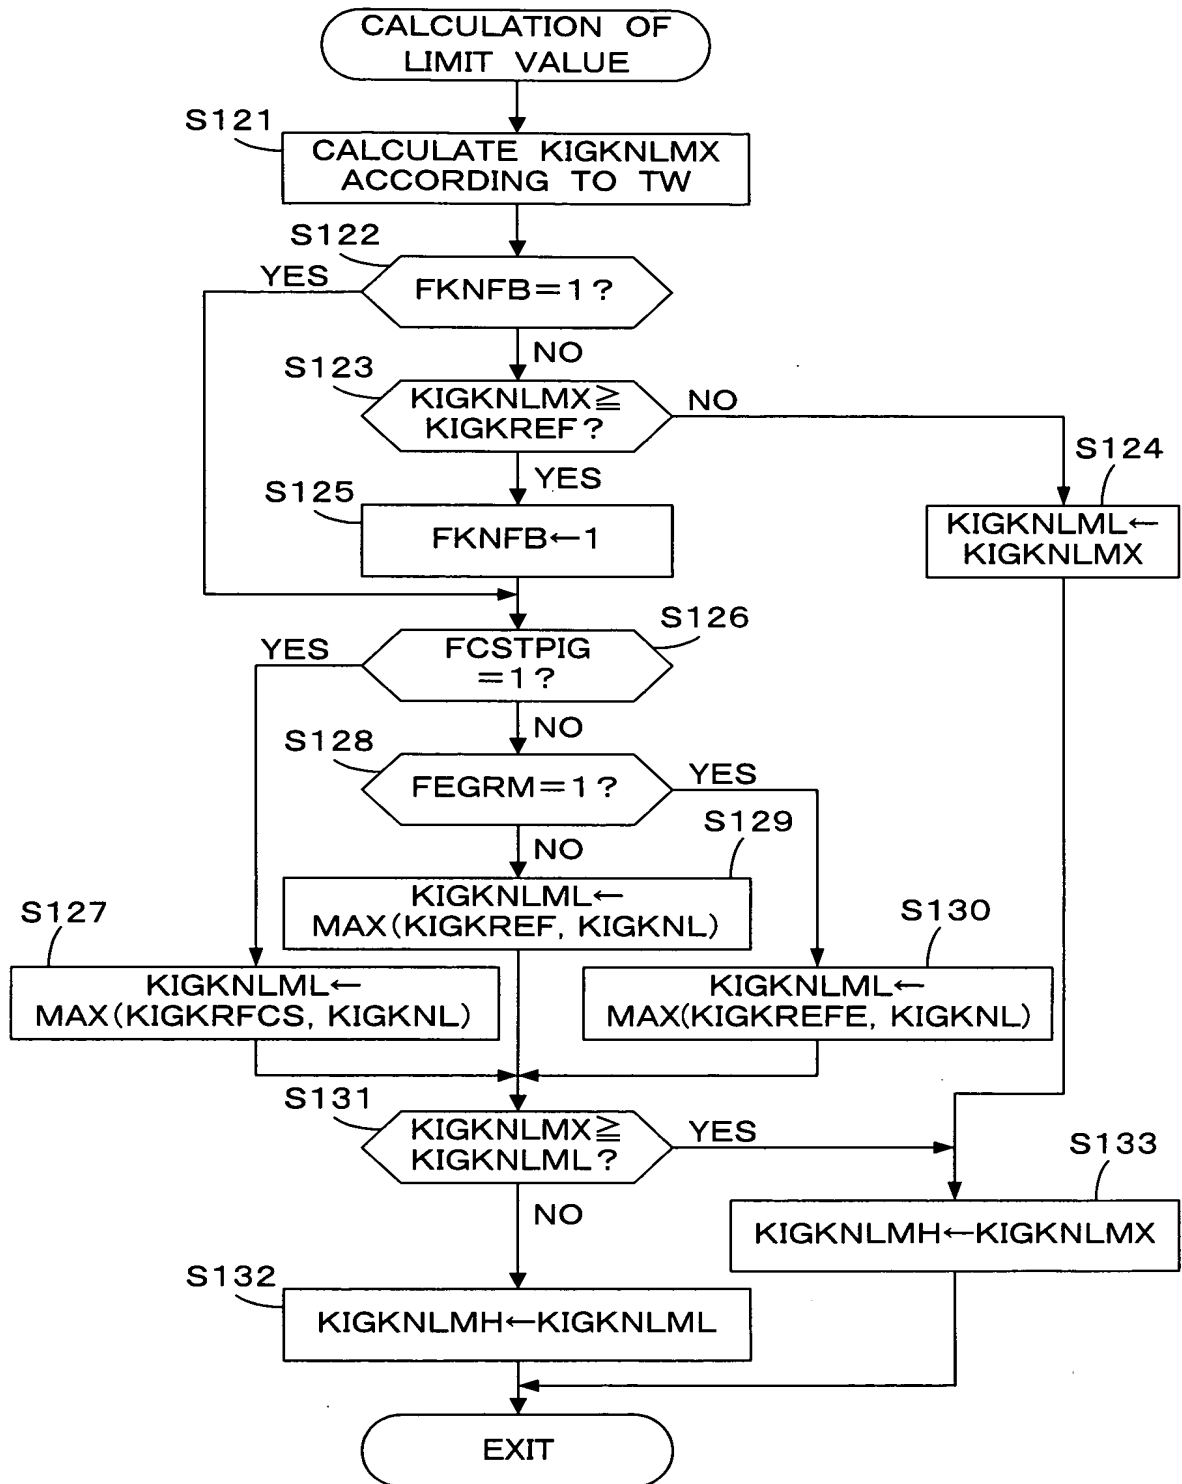 CALCULATION OF
LIMIT VALUE
S121
CALCULATE KIGKNLMX
ACCORDING TO TW
S122
YES
FKNFB=1?
NO
S123
KIGKNLMX≧
KIGKREF?
NO
S124
YES
S125
FKNFB←1
KIGKNLML←
KIGKNLMX
S126
YES
FCSTPIG
=1?
NO
S128
FEGRM=1?
YES
S129
NO
KIGKNLML←
MAX(KIGKREF, KIGKNL)
S127
S130
KIGKNLML←
MAX(KIGKRFCS, KIGKNL)
KIGKNLML←
MAX(KIGKREFE, KIGKNL)
S131
KIGKNLMX≧
KIGKNLML?
YES
S133
NO
KIGKNLMH←KIGKNLMX
S132
KIGKNLMH←KIGKNLML
EXIT